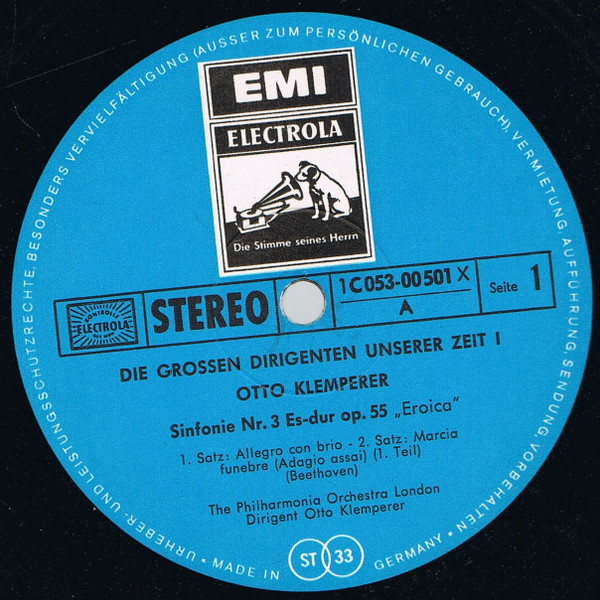 URHEBER- UND LEISTUNGSSCHUTZRECHTE, BESONDERS VERVIELFÄLTIGUNG (AUSSER ZUM PERSÖNLICHEN GEBRAUCH), VERMIETUNG, AUFFÜHRUNG, SENDUNG, VORBEHALTEN •
EMI
ELECTROLA
Die Stimme seines Herrn
ELECTROLA
STEREO
1C 053-00 501 X
A
Seite 1
DIE GROSSEN DIRIGENTEN UNSERER ZEIT I
OTTO KLEMPERER
Sinfonie Nr. 3 Es-dur op. 55 „Eroica“
1. Satz: Allegro con brio - 2. Satz: Marcia
funebre (Adagio assai) (1. Teil)
(Beethoven)
The Philharmonia Orchestra London
Dirigent Otto Klemperer
• MADE IN GERMANY •
ST 33